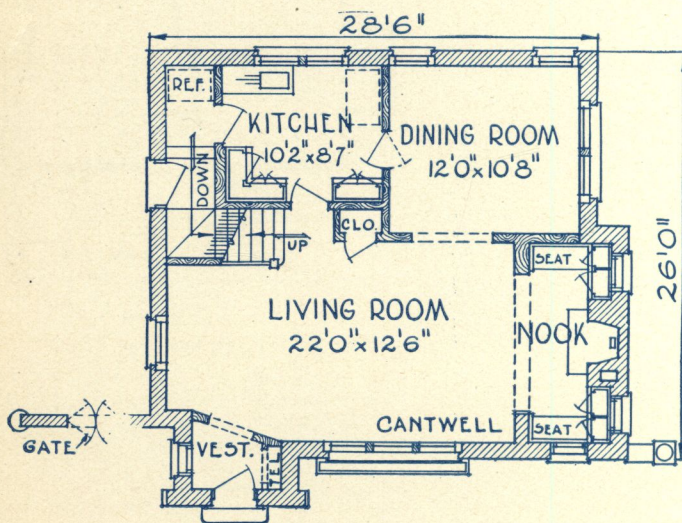 28'6"
REF.
KITCHEN
10'2"x8'7"
DINING ROOM
12'0"x10'8"
DOWN
CLO.
UP
26'0"
SEAT
LIVING ROOM
22'0"x12'6"
NOOK
CANTWELL
SEAT
GATE
VEST.
TEL